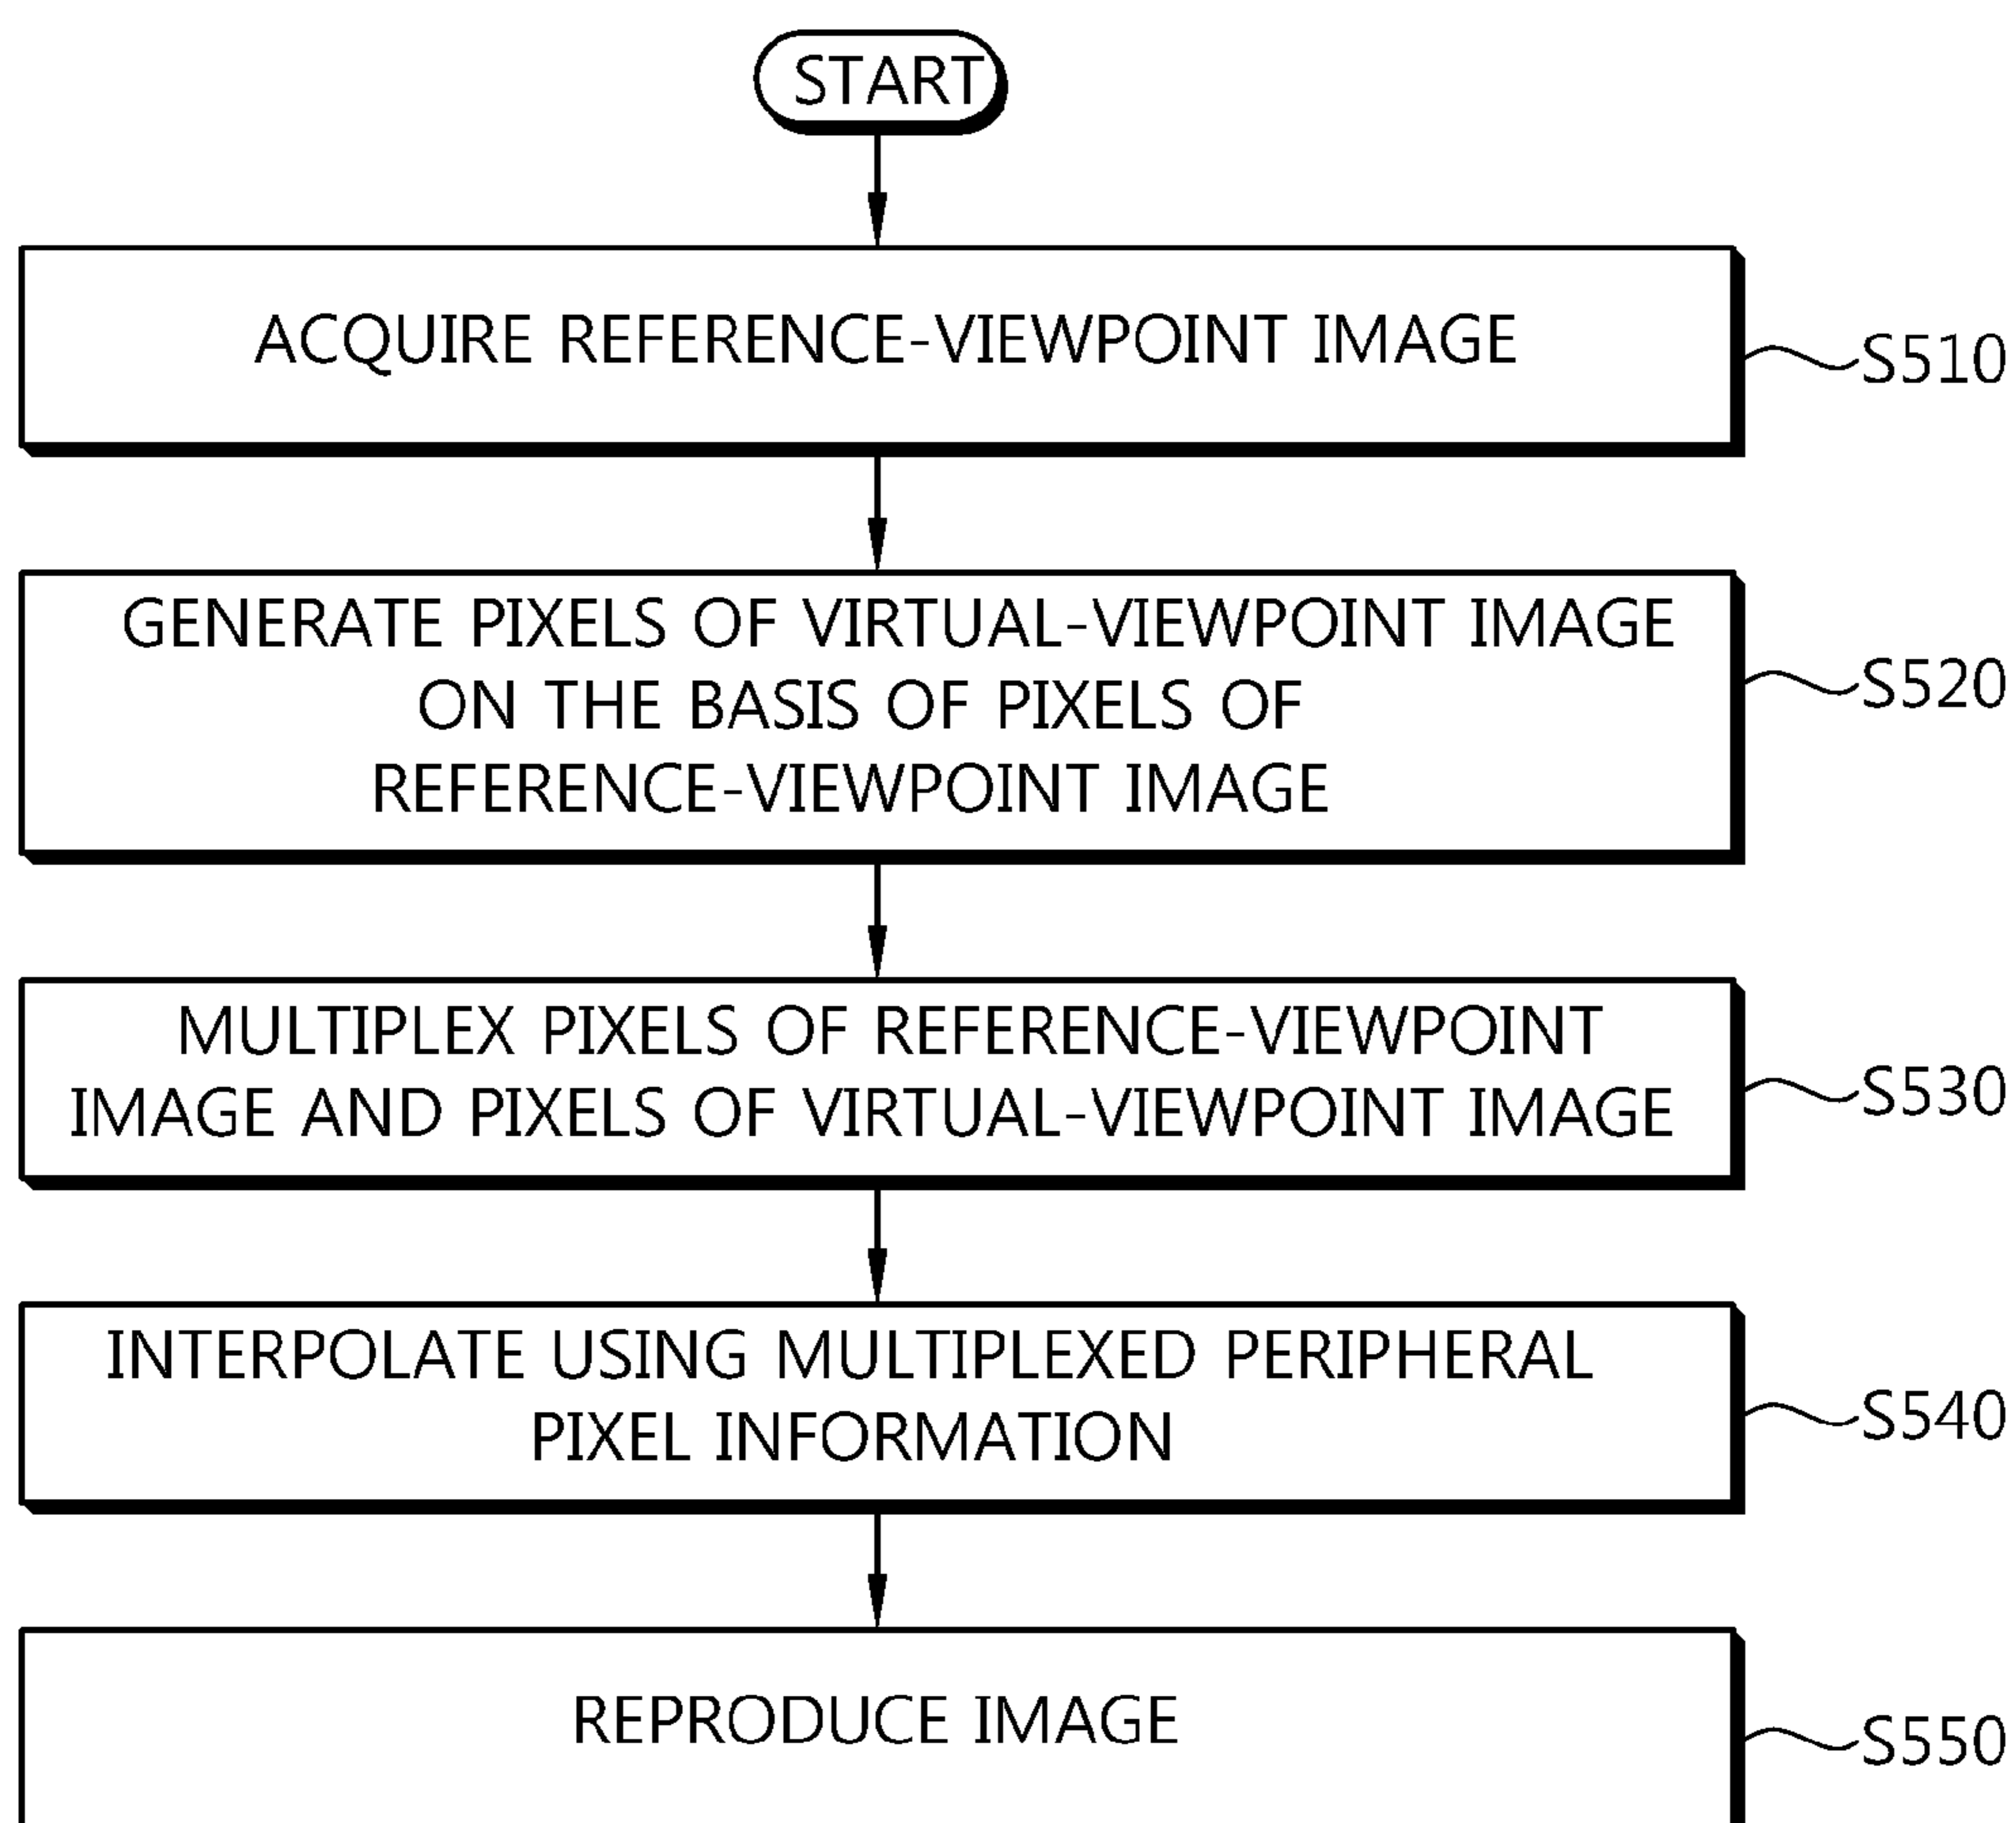 START
ACQUIRE REFERENCE-VIEWPOINT IMAGE
S510
GENERATE PIXELS OF VIRTUAL-VIEWPOINT IMAGE
ON THE BASIS OF PIXELS OF
REFERENCE-VIEWPOINT IMAGE
S520
MULTIPLEX PIXELS OF REFERENCE-VIEWPOINT
IMAGE AND PIXELS OF VIRTUAL-VIEWPOINT IMAGE
S530
INTERPOLATE USING MULTIPLEXED PERIPHERAL
PIXEL INFORMATION
S540
REPRODUCE IMAGE
S550